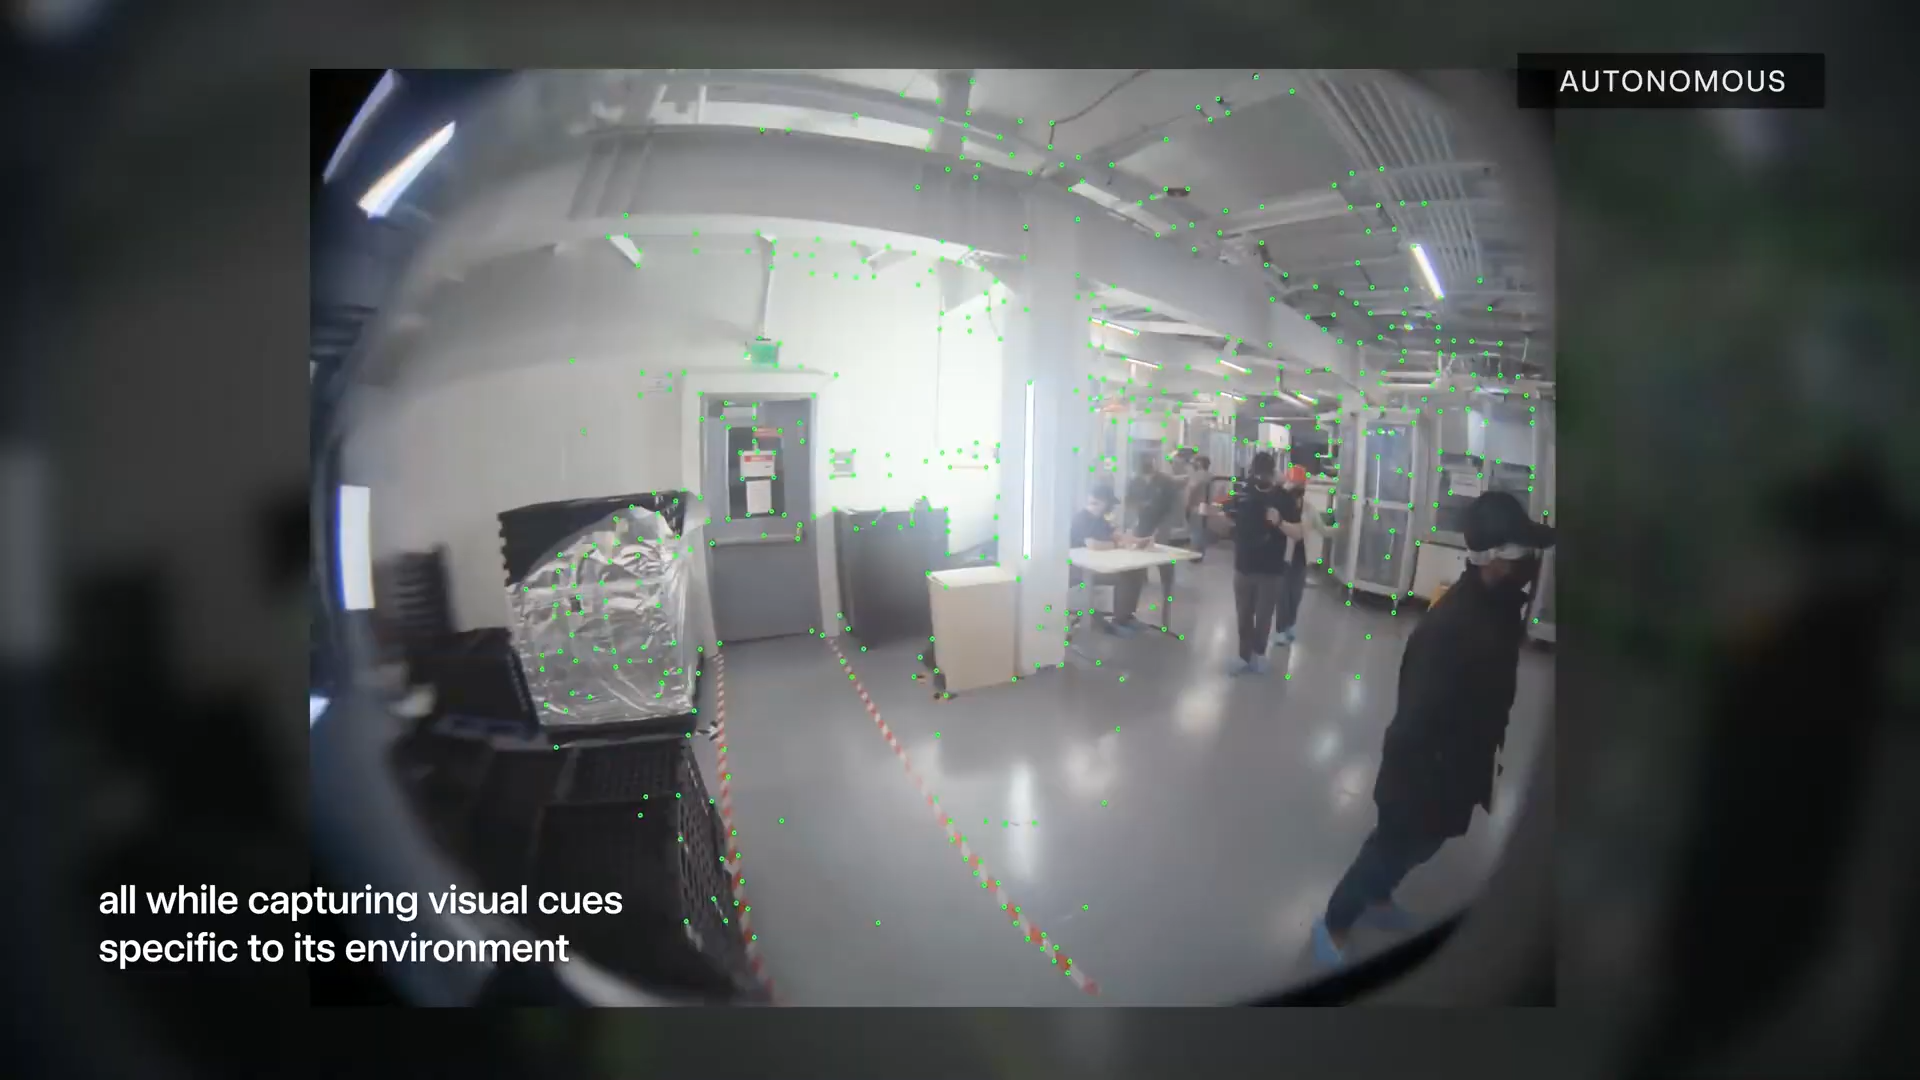 AUTONOMOUS
all while capturing visual cues
specific to its environment